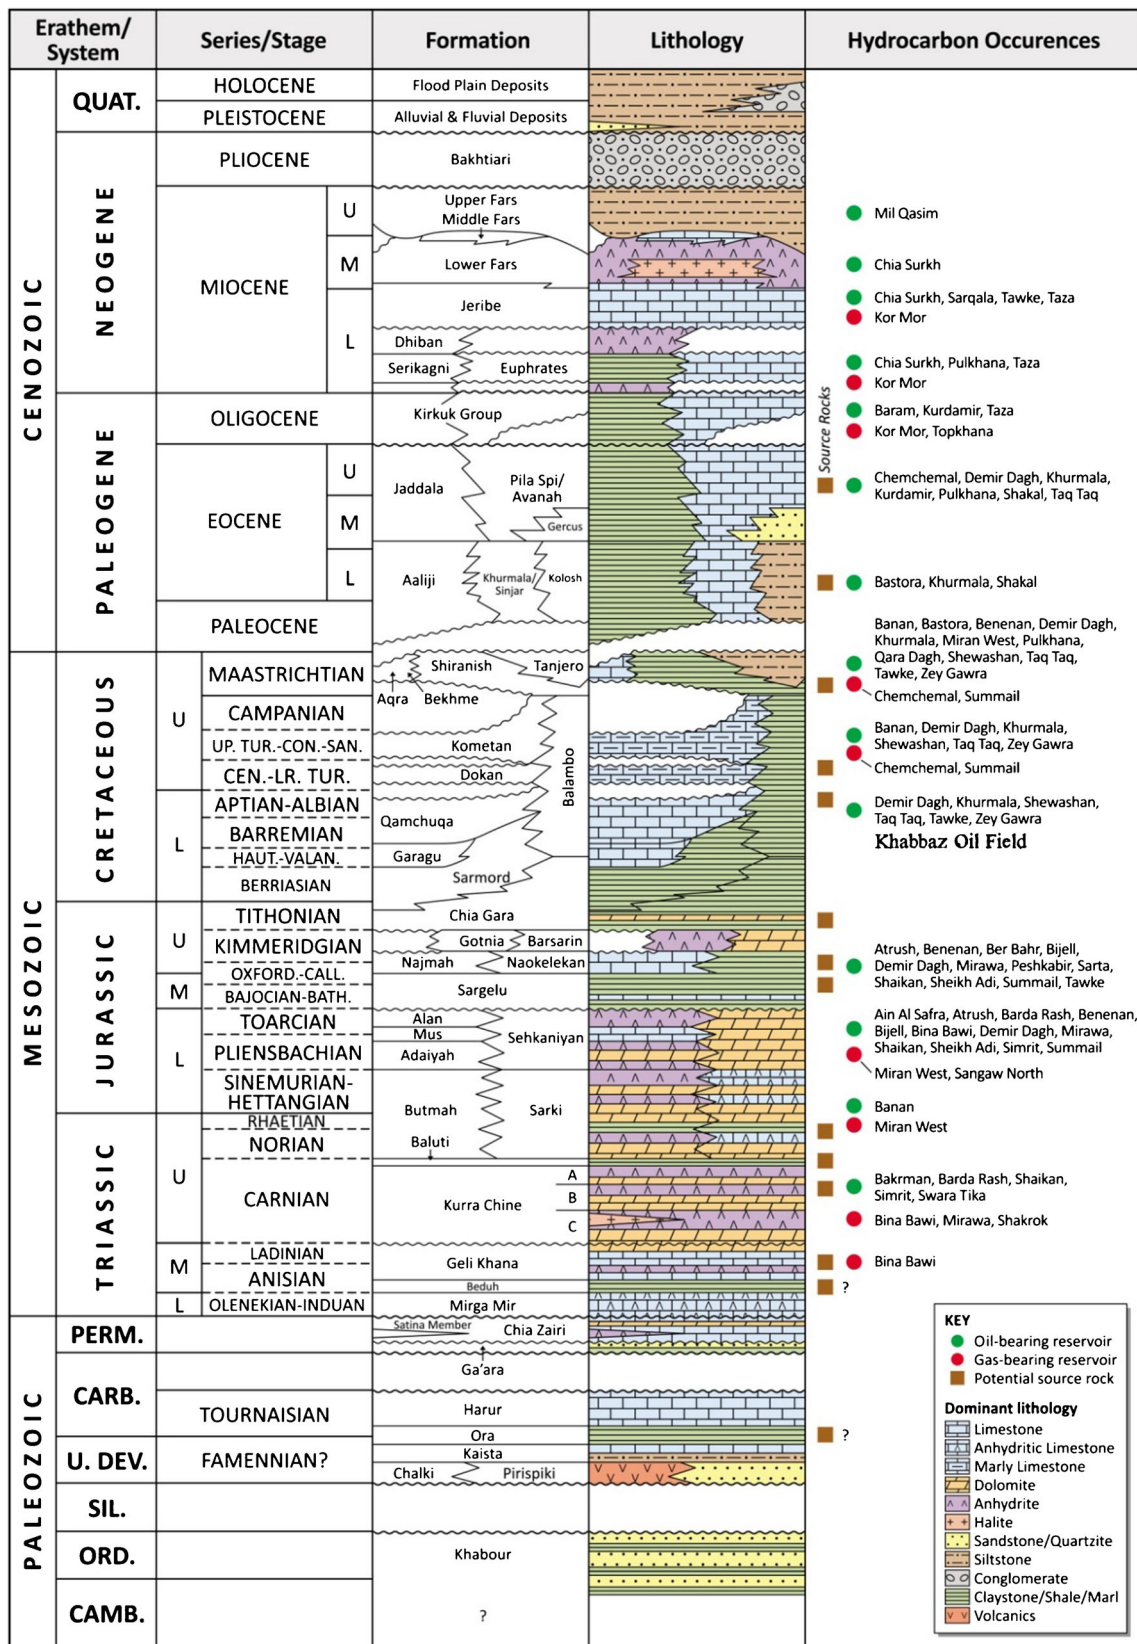 Erathem/
System
Series/Stage
Formation
Lithology
Hydrocarbon Occurences
CENOZOIC
MESOZOIC
PALEOZOIC
QUAT.
NEOGENE
PALEOGENE
CRETACEOUS
JURASSIC
TRIASSIC
PERM.
CARB.
U. DEV.
SIL.
ORD.
CAMB.
HOLOCENE
PLEISTOCENE
PLIOCENE
MIOCENE
U
M
L
OLIGOCENE
EOCENE
U
M
L
PALEOCENE
U
MAASTRICHTIAN
CAMPANIAN
UP. TUR.-CON.-SAN.
CEN.-LR. TUR.
L
APTIAN-ALBIAN
BARREMIAN
HAUT.-VALAN.
BERRIASIAN
U
TITHONIAN
KIMMERIDGIAN
OXFORD.-CALL.
M
BAJOCIAN-BATH.
L
TOARCIAN
PLIENSBACHIAN
SINEMURIAN-
HETTANGIAN
U
RHAETIAN
NORIAN
CARNIAN
M
LADINIAN
ANISIAN
L
OLENEKIAN-INDUAN
TOURNAISIAN
FAMENNIAN?
Flood Plain Deposits
Alluvial & Fluvial Deposits
Bakhtiari
Upper Fars
Middle Fars
Lower Fars
Jeribe
Dhiban
Serikagni
Euphrates
Kirkuk Group
Jaddala
Pila Spi/
Avanah
Gercus
Aaliji
Khurmala/
Sinjar
Kolosh
Shiranish
Tanjero
Aqra
Bekhme
Kometan
Dokan
Balambo
Qamchuqa
Garagu
Sarmord
Chia Gara
Gotnia
Barsarin
Najmah
Naokelekan
Sargelu
Alan
Mus
Adaiyah
Sehkaniyan
Butmah
Sarki
Baluti
Kurra Chine
A
B
C
Geli Khana
Beduh
Mirga Mir
Satina Member
Chia Zairi
Ga'ara
Harur
Ora
Kaista
Chalki
Pirispiki
Khabour
?
Source Rocks
Mil Qasim
Chia Surkh
Chia Surkh, Sarqala, Tawke, Taza
Kor Mor
Chia Surkh, Pulkhana, Taza
Kor Mor
Baram, Kurdamir, Taza
Kor Mor, Topkhana
Chemchemal, Demir Dagh, Khurmala,
Kurdamir, Pulkhana, Shakal, Taq Taq
Bastora, Khurmala, Shakal
Banan, Bastora, Benenan, Demir Dagh,
Khurmala, Miran West, Pulkhana,
Qara Dagh, Shewashan, Taq Taq,
Tawke, Zey Gawra
Chemchemal, Summail
Banan, Demir Dagh, Khurmala,
Shewashan, Taq Taq, Zey Gawra
Chemchemal, Summail
Demir Dagh, Khurmala, Shewashan,
Taq Taq, Tawke, Zey Gawra
Khabbaz Oil Field
Atrush, Benenan, Ber Bahr, Bijell,
Demir Dagh, Mirawa, Peshkabir, Sarta,
Shaikan, Sheikh Adi, Summail, Tawke
Ain Al Safra, Atrush, Barda Rash, Benenan,
Bijell, Bina Bawi, Demir Dagh, Mirawa,
Shaikan, Sheikh Adi, Simrit, Summail
Miran West, Sangaw North
Banan
Miran West
Bakrman, Barda Rash, Shaikan,
Simrit, Swara Tika
Bina Bawi, Mirawa, Shakrok
Bina Bawi
?
?
KEY
Oil-bearing reservoir
Gas-bearing reservoir
Potential source rock
Dominant lithology
Limestone
Anhydritic Limestone
Marly Limestone
Dolomite
Anhydrite
Halite
Sandstone/Quartzite
Siltstone
Conglomerate
Claystone/Shale/Marl
Volcanics